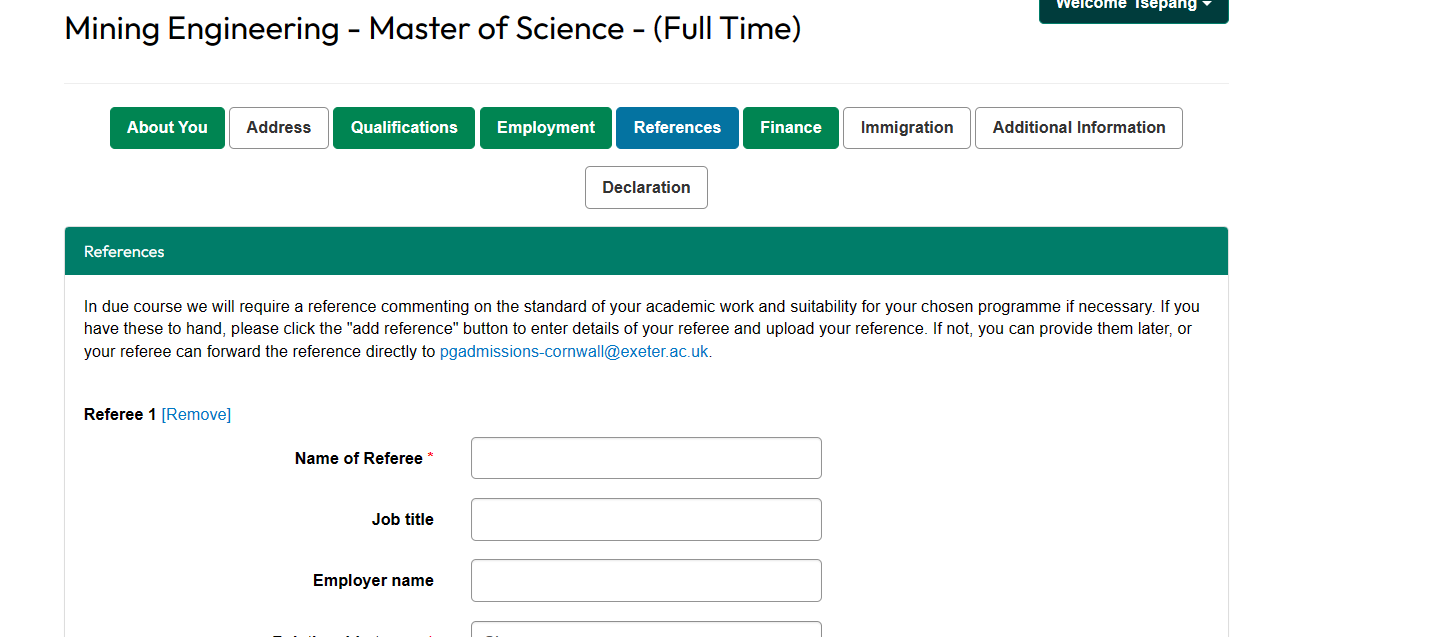 Welcome Tsepang
Mining Engineering - Master of Science - (Full Time)
About You
Address
Qualifications
Employment
References
Finance
Immigration
Additional Information
Declaration
References
In due course we will require a reference commenting on the standard of your academic work and suitability for your chosen programme if necessary. If you
have these to hand, please click the "add reference" button to enter details of your referee and upload your reference. If not, you can provide them later, or
your referee can forward the reference directly to pgadmissions-cornwall@exeter.ac.uk.
Referee 1 [Remove]
Name of Referee *
Job title
Employer name